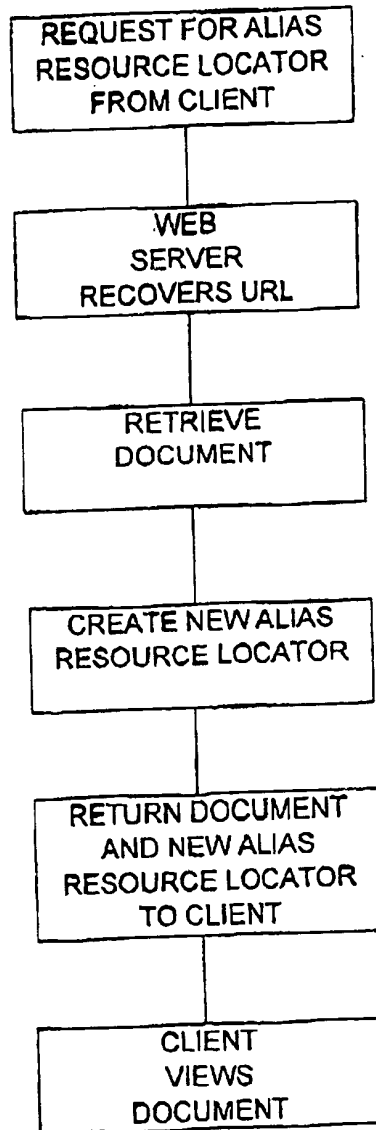 REQUEST FOR ALIAS
RESOURCE LOCATOR
FROM CLIENT
WEB
SERVER
RECOVERS URL
RETRIEVE
DOCUMENT
CREATE NEW ALIAS
RESOURCE LOCATOR
RETURN DOCUMENT
AND NEW ALIAS
RESOURCE LOCATOR
TO CLIENT
CLIENT
VIEWS
DOCUMENT